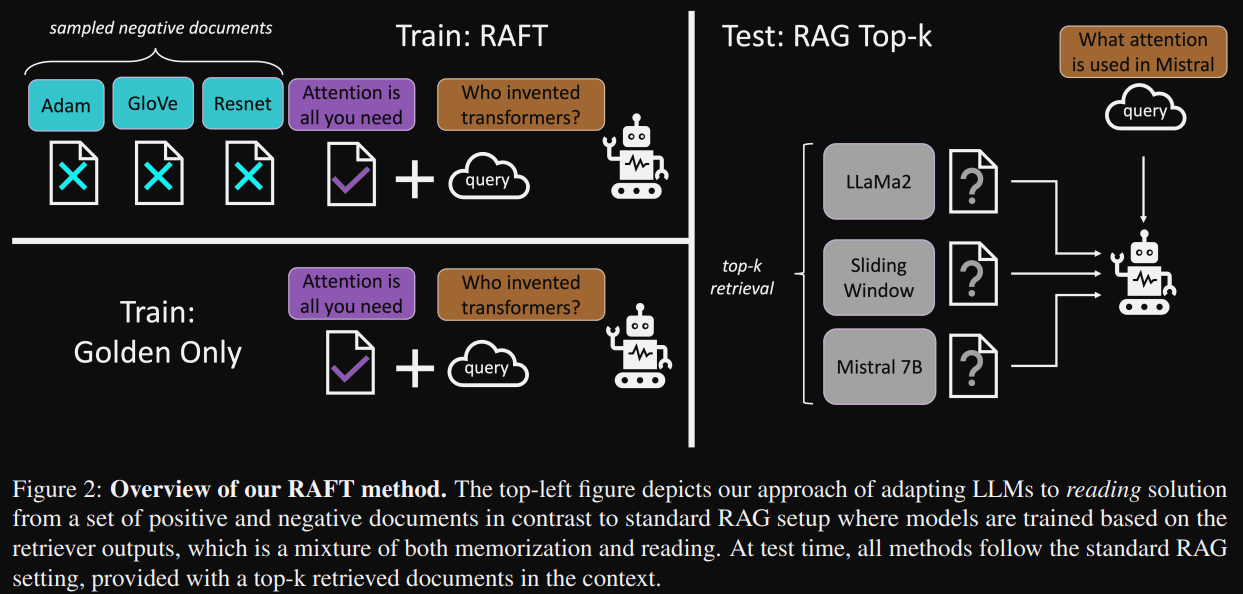 sampled negative documents
Train: RAFT
Adam
GloVe
Resnet
Attention is
all you need
Who invented
transformers?
query
Train:
Golden Only
Attention is
all you need
Who invented
transformers?
query
Test: RAG Top-k
What attention
is used in Mistral
query
top-k
retrieval
LLaMa2
?
Sliding
Window
?
Mistral 7B
?
Figure 2: Overview of our RAFT method. The top-left figure depicts our approach of adapting LLMs to reading solution
from a set of positive and negative documents in contrast to standard RAG setup where models are trained based on the
retriever outputs, which is a mixture of both memorization and reading. At test time, all methods follow the standard RAG
setting, provided with a top-k retrieved documents in the context.